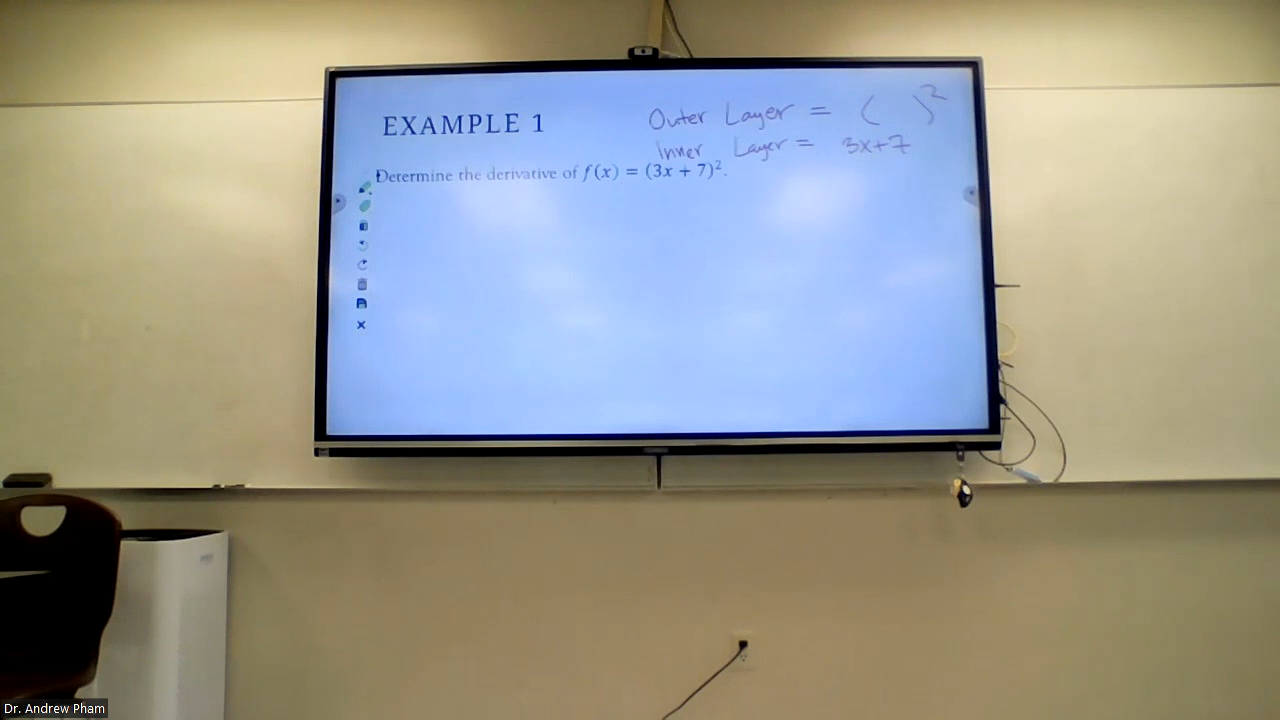 EXAMPLE 1
Outer Layer = ( )²
Inner Layer = 3x+7
Determine the derivative of f(x) = (3x + 7)².
Dr. Andrew Pham